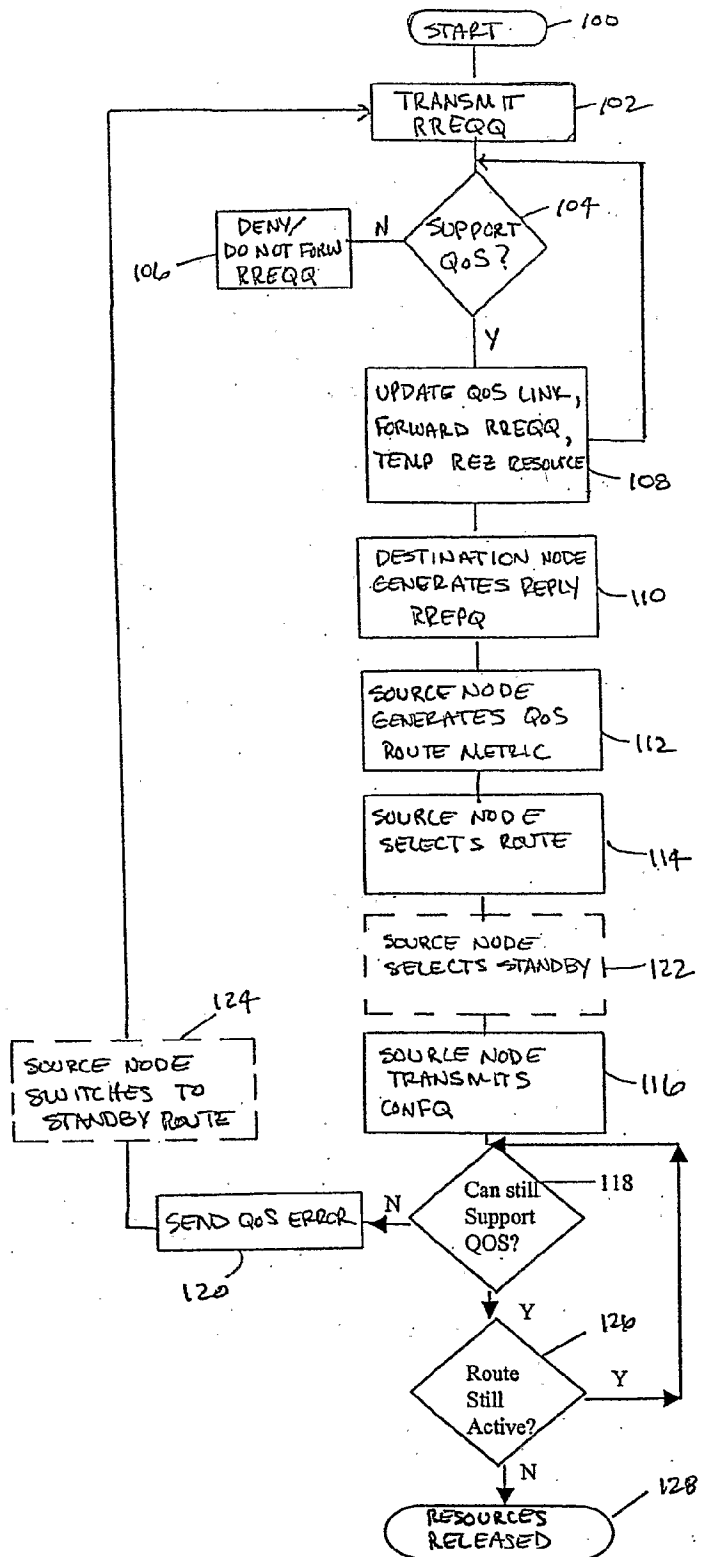 START
100
TRANSMIT
RREQQ
102
SUPPORT
QoS?
104
N
DENY/
DO NOT FORW
RREQQ
106
Y
UPDATE QoS LINK,
FORWARD RREQQ,
TEMP REZ RESOURCE
108
DESTINATION NODE
GENERATES REPLY
RREPQ
110
SOURCE NODE
GENERATES QoS
ROUTE METRIC
112
SOURCE NODE
SELECTS ROUTE
114
SOURCE NODE
SELECTS STANDBY
122
124
SOURCE NODE
SWITCHES TO
STANDBY ROUTE
SOURCE NODE
TRANSMITS
CONFQ
116
Can still
Support
QOS?
118
N
SEND QoS ERROR
120
Y
Route
Still
Active?
126
Y
N
RESOURCES
RELEASED
128